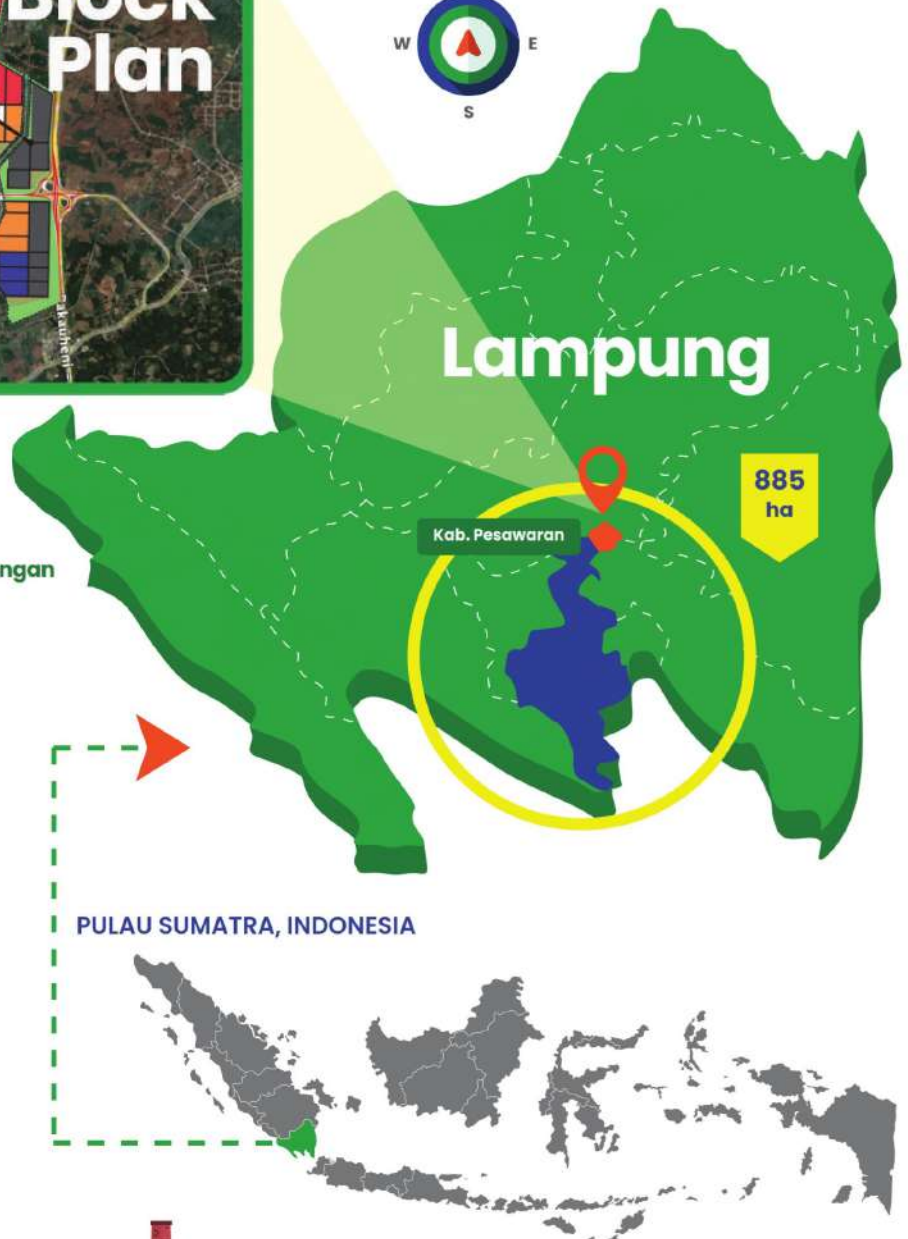 Block
Plan
W
E
S
Lampung
885
ha
Kab. Pesawaran
ngan
PULAU SUMATRA, INDONESIA